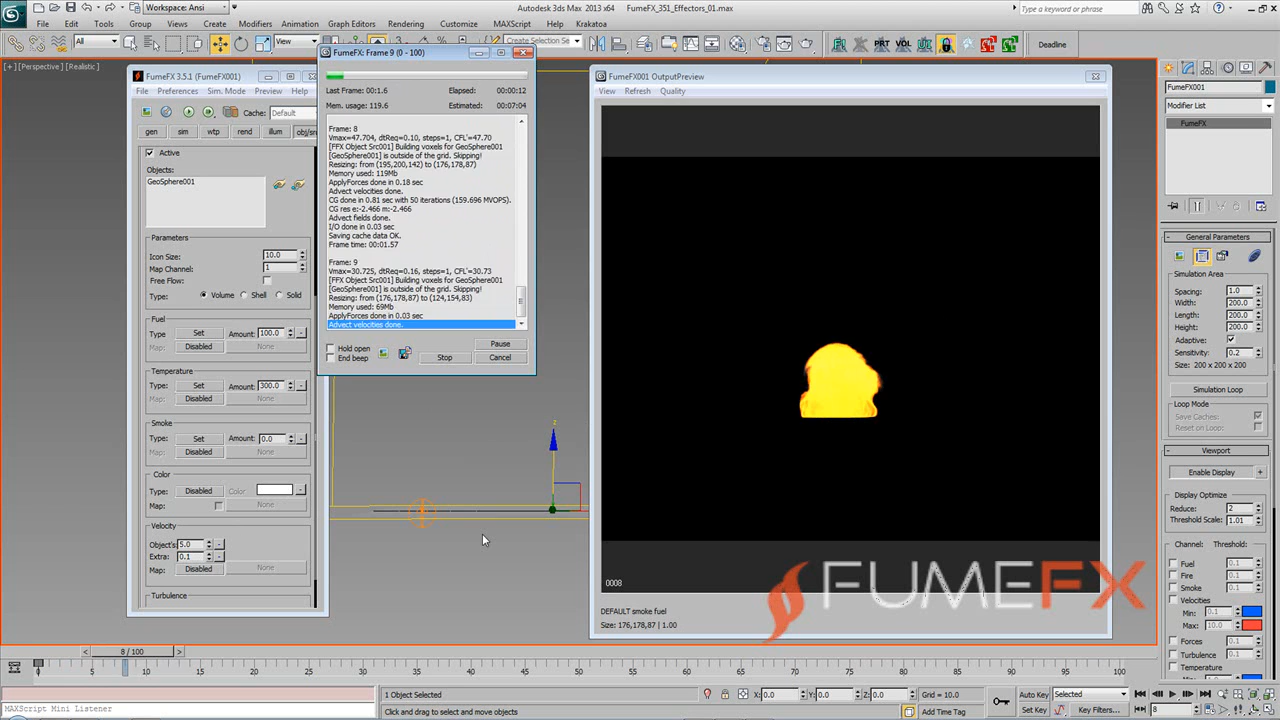 Workspace: Ansi
Autodesk 3ds Max 2013 x64
FumeFX_351_Effectors_01.max
Type a keyword or phrase
File Edit Tools Group Views Create Modifiers Animation Graph Editors Rendering Customize MAXScript Help Krakatoa
All
View
Create Selection Se
PRT VOL
Deadline
[+] [Perspective] [Realistic]
FumeFX 3.5.1 (FumeFX001)
File Preferences Sim. Mode Preview Help
Cache: Default
gen sim wtp rend illum obj/src
Active
Objects:
GeoSphere001
Parameters
Icon Size: 10.0
Map Channel: 1
Free Flow:
Type: Volume Shell Solid
Fuel
Type Set Amount: 100.0
Map: Disabled None
Temperature
Type: Set Amount: 300.0
Map: Disabled None
Smoke
Type: Set Amount: 0.0
Map: Disabled None
Color
Type: Disabled Color
Map: None
Velocity
Object's: 5.0
Extra: 0.1
Map: Disabled None
Turbulence
FumeFX: Frame 9 (0 - 100)
Last Frame: 00:1.6 Elapsed: 00:00:12
Mem. usage: 119.6 Estimated: 00:07:04
Frame: 8
Vmax=47.704, dtReq=0.10, steps=1, CFL'=47.70
[FFX Object Src01] Building voxels for GeoSphere001
[GeoSphere001] is outside of the grid. Skipping!
Resizing: from (195,200,142) to (176,178,87)
Memory used: 119Mb
ApplyForces done in 0.18 sec
Advect velocities done.
CG done in 0.81 sec with 50 iterations (159.696 MVOPS).
CG res e:-2.466 m:-2.466
Advect fields done.
I/O done in 0.03 sec
Saving cache data OK.
Frame time: 00:01.57
Frame: 9
Vmax=30.725, dtReq=0.16, steps=1, CFL'=30.73
[FFX Object Src01] Building voxels for GeoSphere001
[GeoSphere001] is outside of the grid. Skipping!
Resizing: from (176,178,87) to (124,154,83)
Memory used: 69Mb
ApplyForces done in 0.03 sec
Advect velocities done.
Hold open
End beep
Pause
Stop
Cancel
z
FumeFX001 OutputPreview
View Refresh Quality
0008
DEFAULT smoke fuel
Size: 176,178,87 | 1.00
FUMEFX
FumeFX001
Modifier List
FumeFX
General Parameters
Simulation Area
Spacing: 1.0
Width: 200.0
Length: 200.0
Height: 200.0
Adaptive:
Sensitivity: 0.2
Size: 200 x 200 x 200
Simulation Loop
Loop Mode
Save Caches:
Reset on Loop:
Viewport
Enable Display +
Display Optimize
Reduce: 2
Threshold Scale: 1.01
Channel: Threshold:
Fuel 0.1
Fire 0.1
Smoke 0.1
Velocities
Min: 0.1
Max: 10.0
Forces 0.1
Turbulence 0.1
Temperature
< 8 / 100 >
0 5 10 15 20 25 30 35 40 45 50 55 60 65 70 75 80 85 90 95 100
1 Object Selected
X: 0.0 Y: 0.0 Z: 0.0
Grid = 10.0
Auto Key Selected
MAXScript Mini Listener
Click and drag to select and move objects
Add Time Tag
Set Key
Key Filters...
8